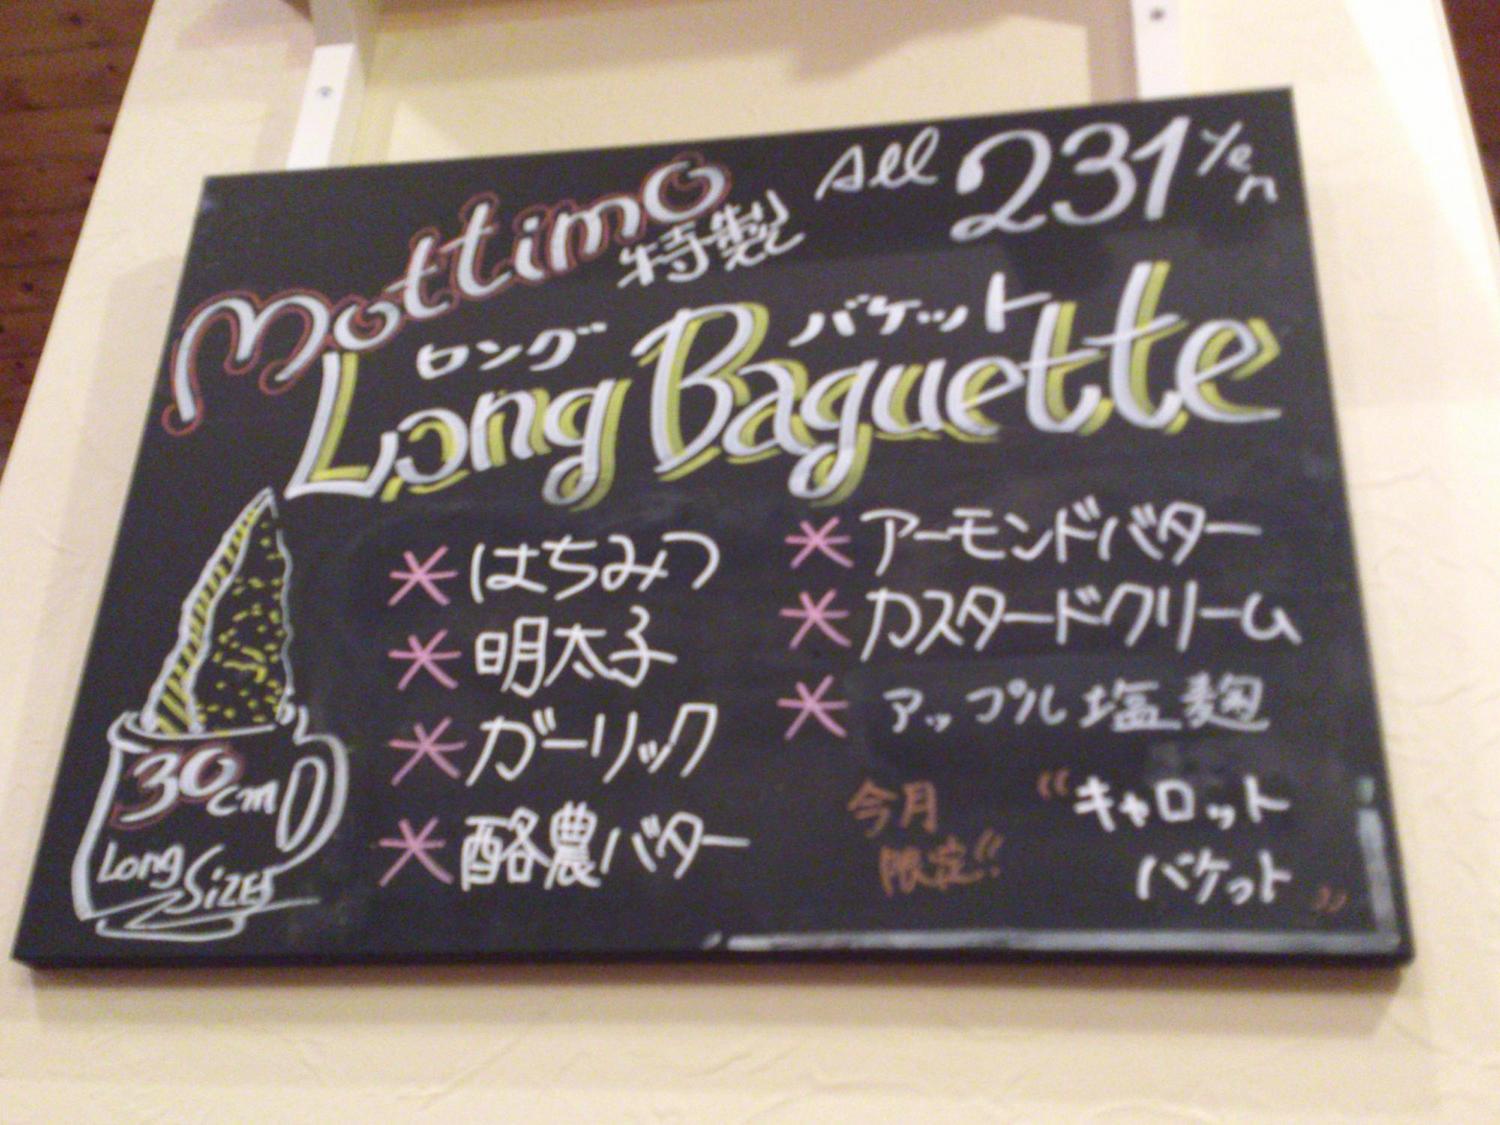 Mottimo
特製
All 231 Yen
ロング バケット
Long Baguette
* はちみつ
* 明太子
* ガーリック
* 酪農バター
* アーモンドバター
* カスタードクリーム
* アップル塩麹
今月
限定!!
“キャロット
バケット”
30cm
Long Size